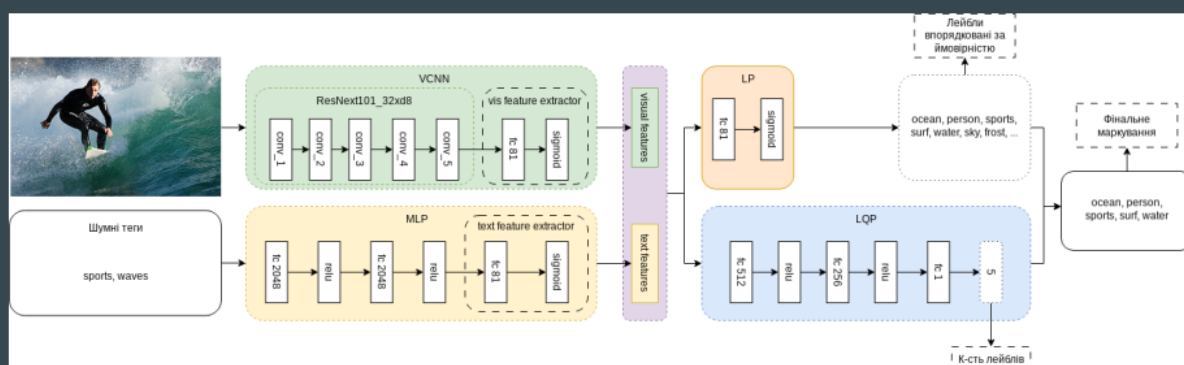 Лейбли
впорядковані за
ймовірністю
VCNN
ResNext101_32xd8
vis feature extractor
conv_1
conv_2
conv_3
conv_4
conv_5
fc 81
sigmoid
visual features
LP
fc 81
sigmoid
ocean, person, sports,
surf, water, sky, frost, ...
Фінальне
маркування
ocean, person,
sports, surf, water
Шумні теги
sports, waves
MLP
text feature extractor
fc 2048
relu
fc 2048
relu
fc 81
sigmoid
text features
LQP
fc 512
relu
fc 256
relu
fc 1
5
К-сть лейблів